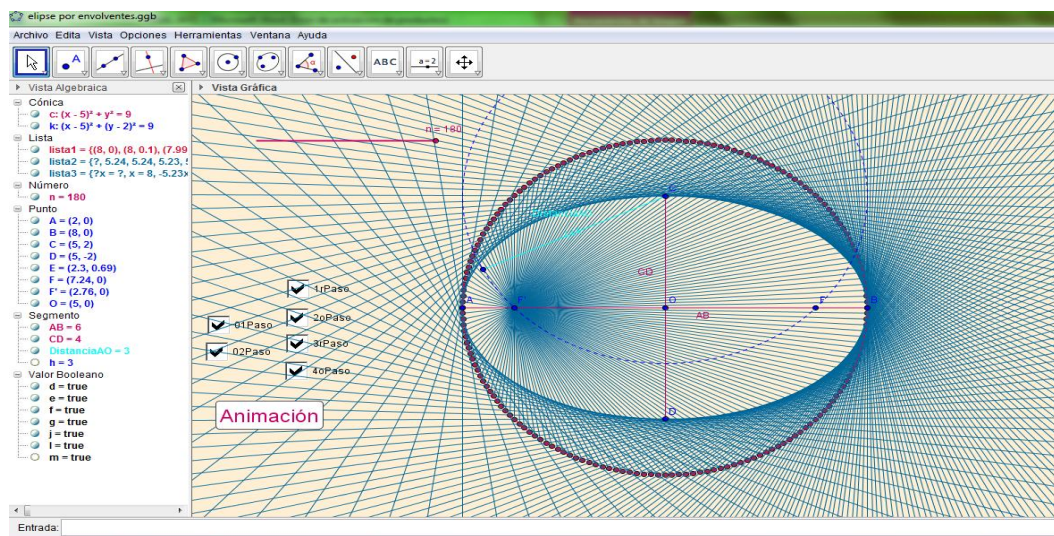 elipse por envolventes.ggb
Archivo Edita Vista Opciones Herramientas Ventana Ayuda
A
α
ABC
a=2
Vista Algebraica
Vista Gráfica
Cónica
c: (x - 5)² + y² = 9
k: (x - 5)² + (y - 2)² = 9
Lista
lista1 = {(8, 0), (8, 0.1), (7.99
lista2 = {?, 5.24, 5.24, 5.23,
lista3 = {?x = ?, x = 8, -5.23x
Número
n = 180
Punto
A = (2, 0)
B = (8, 0)
C = (5, 2)
D = (5, -2)
E = (2.3, 0.69)
F = (7.24, 0)
F' = (2.76, 0)
O = (5, 0)
Segmento
AB = 6
CD = 4
DistanciaAO = 3
h = 3
Valor Booleano
d = true
e = true
f = true
g = true
j = true
l = true
m = true
n = 180
CD
A
F'
O
F
B
AB
D
1rPaso
01Paso
2oPaso
02Paso
3rPaso
4oPaso
Animación
Entrada: